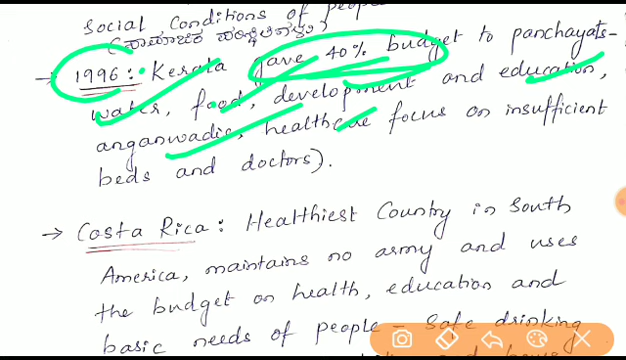 Social Conditions of people
(ಸಾಮಾಜಿಕ ಪರಿಸ್ಥಿತಿಗಳು)
→ 1996: Kerala gave 40% budget to panchayats-
water, food, development and education,
anganwadis, healthcare focus on insufficient
beds and doctors).
→ Costa Rica: Healthiest Country in South
America, maintains no army and uses
the budget on health, education and
basic needs of people - Safe drinking